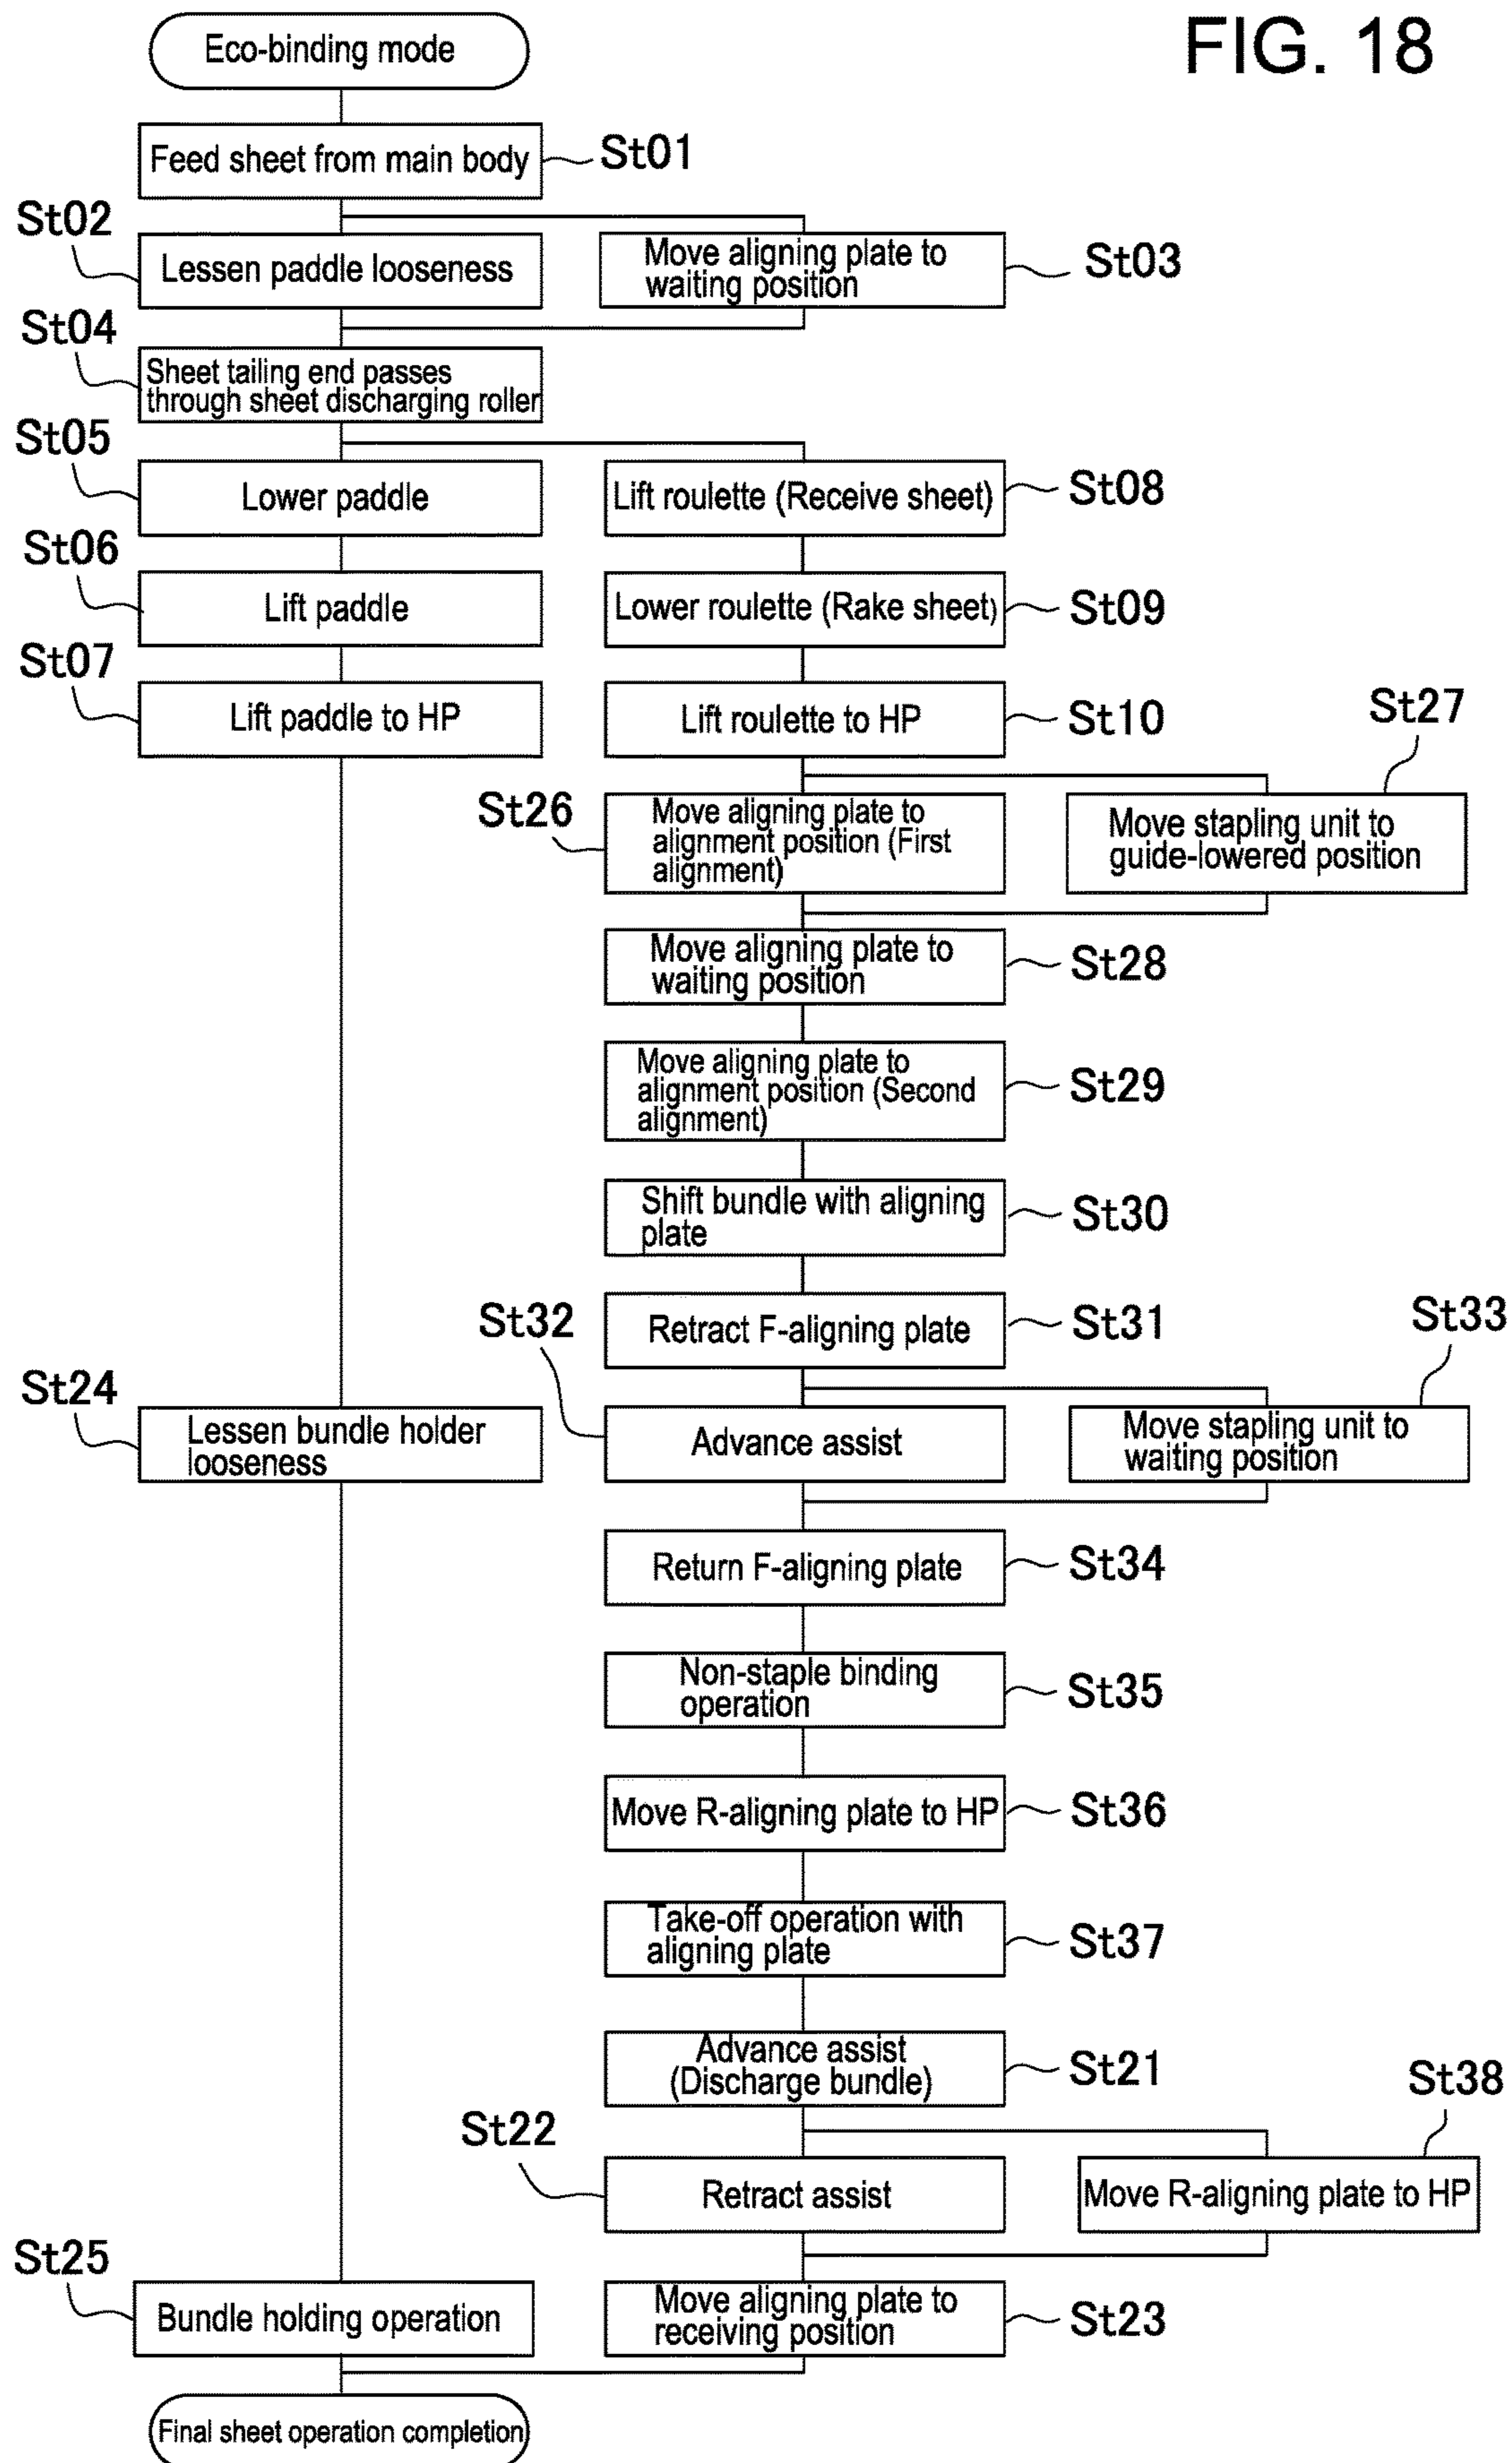 FIG. 18
Eco-binding mode
Feed sheet from main body
St01
St02
Lessen paddle looseness
Move aligning plate to
waiting position
St03
St04
Sheet tailing end passes
through sheet discharging roller
St05
Lower paddle
Lift roulette (Receive sheet)
St08
St06
Lift paddle
Lower roulette (Rake sheet)
St09
St07
Lift paddle to HP
Lift roulette to HP
St10
St27
St26
Move aligning plate to
alignment position (First
alignment)
Move stapling unit to
guide-lowered position
Move aligning plate to
waiting position
St28
Move aligning plate to
alignment position (Second
alignment)
St29
Shift bundle with aligning
plate
St30
Retract F-aligning plate
St31
St32
St33
St24
Lessen bundle holder
looseness
Advance assist
Move stapling unit to
waiting position
Return F-aligning plate
St34
Non-staple binding
operation
St35
Move R-aligning plate to HP
St36
Take-off operation with
aligning plate
St37
Advance assist
(Discharge bundle)
St21
St38
St22
Retract assist
Move R-aligning plate to HP
St25
Bundle holding operation
Move aligning plate to
receiving position
St23
Final sheet operation completion